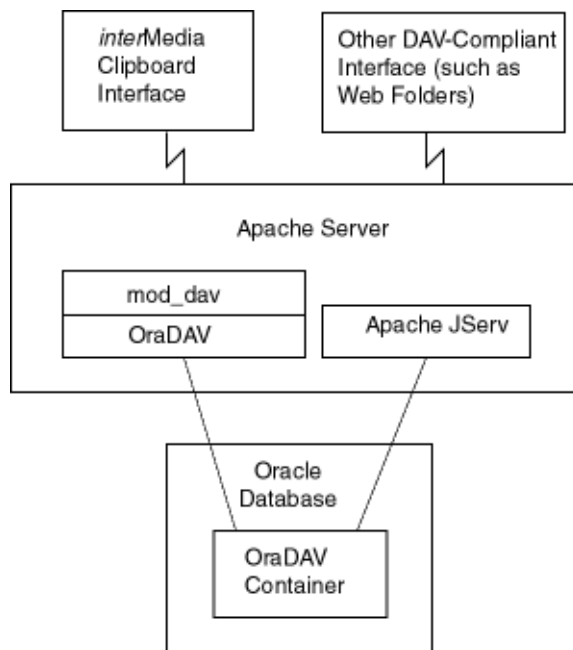 interMedia
Clipboard
Interface
Other DAV-Compliant
Interface (such as
Web Folders)
Apache Server
mod_dav
OraDAV
Apache JServ
Oracle
Database
OraDAV
Container